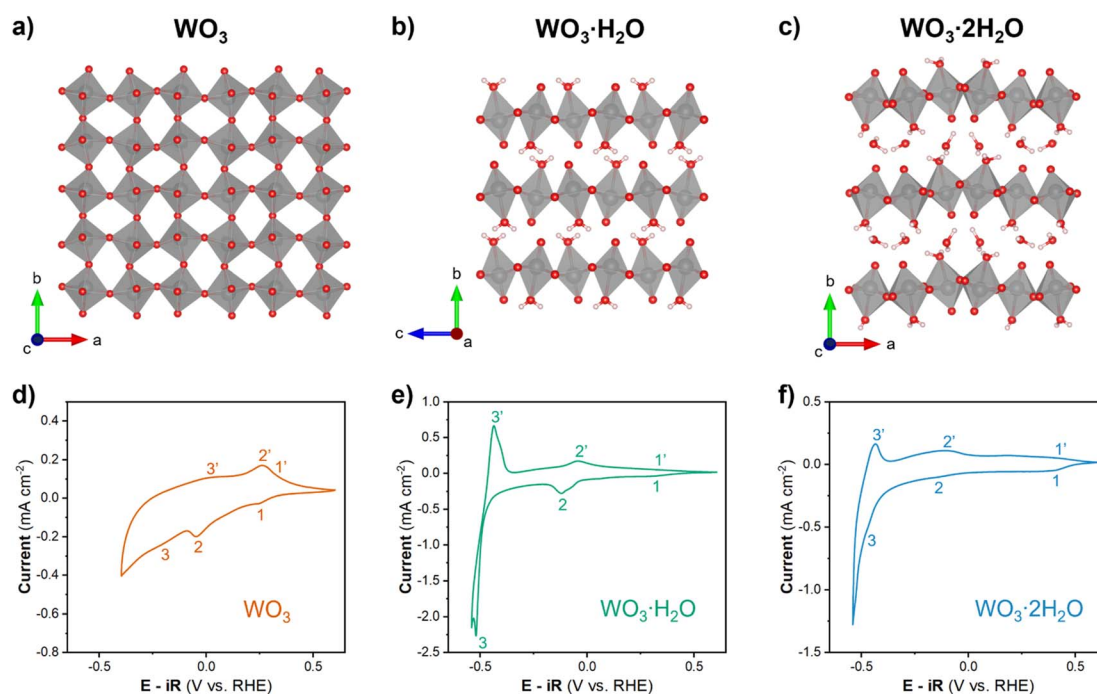 a) WO₃
b) WO₃·H₂O
c) WO₃·2H₂O
b
c
a
b
c
a
b
c
a
d)
0.4
0.2
0.0
-0.2
-0.4
-0.6
-0.8
Current (mA cm⁻²)
3’
2’
1’
1
2
3
WO₃
-0.5 0.0 0.5
E - iR (V vs. RHE)
e)
1.0
0.5
0.0
-0.5
-1.0
-1.5
-2.0
-2.5
Current (mA cm⁻²)
3’
2’
1’
1
2
3
WO₃·H₂O
-0.5 0.0 0.5
E - iR (V vs. RHE)
f)
0.5
0.0
-0.5
-1.0
-1.5
Current (mA cm⁻²)
3’
2’
1’
1
2
3
WO₃·2H₂O
-0.5 0.0 0.5
E - iR (V vs. RHE)